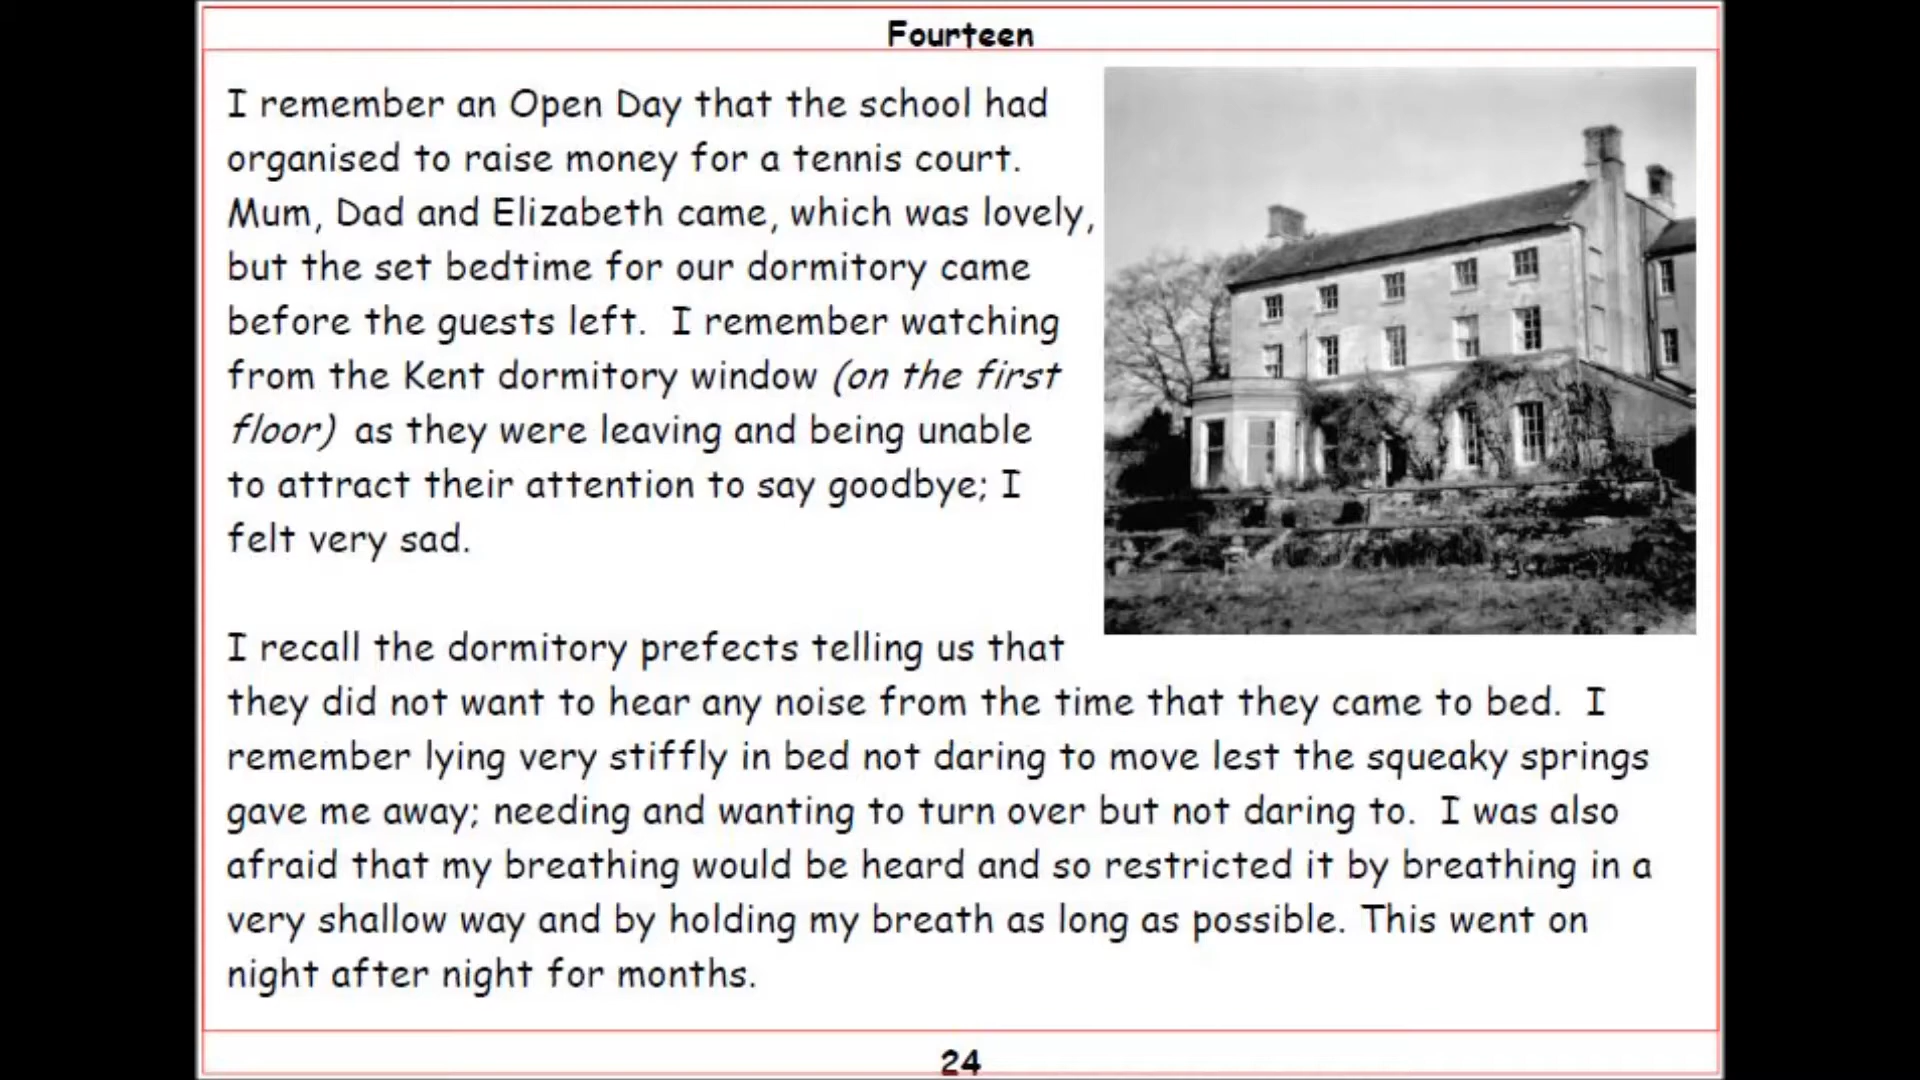 Fourteen
I remember an Open Day that the school had
organised to raise money for a tennis court.
Mum, Dad and Elizabeth came, which was lovely,
but the set bedtime for our dormitory came
before the guests left.  I remember watching
from the Kent dormitory window (on the first
floor)  as they were leaving and being unable
to attract their attention to say goodbye; I
felt very sad.
I recall the dormitory prefects telling us that
they did not want to hear any noise from the time that they came to bed.  I
remember lying very stiffly in bed not daring to move lest the squeaky springs
gave me away; needing and wanting to turn over but not daring to.  I was also
afraid that my breathing would be heard and so restricted it by breathing in a
very shallow way and by holding my breath as long as possible. This went on
night after night for months.
24